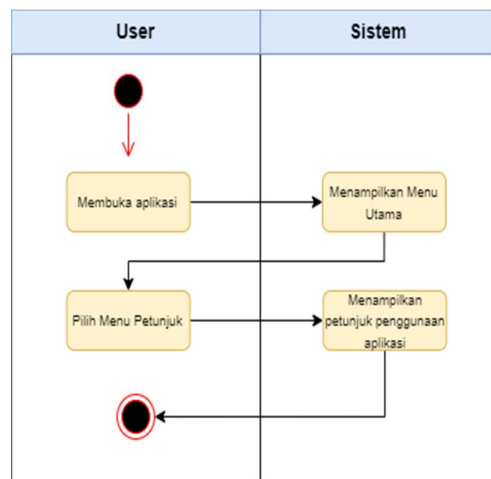 User
Sistem
Membuka aplikasi
Menampilkan Menu
Utama
Pilih Menu Petunjuk
Menampilkan
petunjuk penggunaan
aplikasi